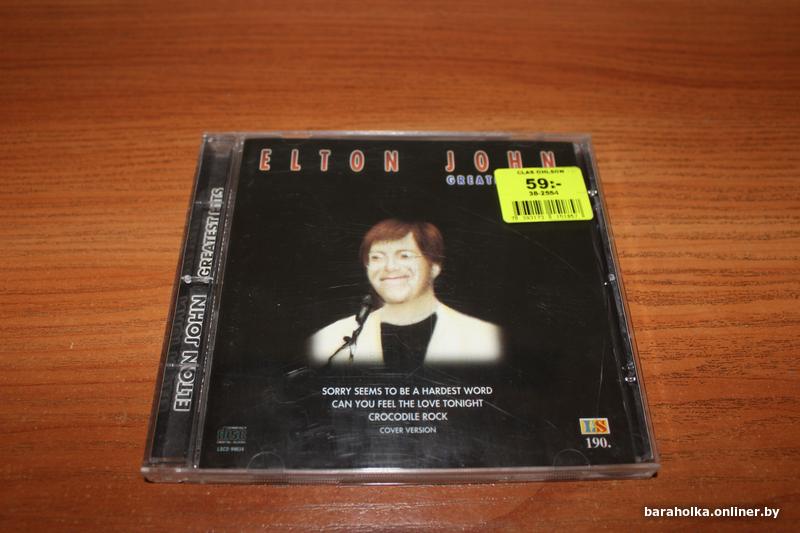 ELTON JOHN
CLAS OHLSON
59:-
38-2554
ELTON JOHN GREATEST HITS
SORRY SEEMS TO BE A HARDEST WORD
CAN YOU FEEL THE LOVE TONIGHT
CROCODILE ROCK
COVER VERSION
LS
190.
baraholka.onliner.by